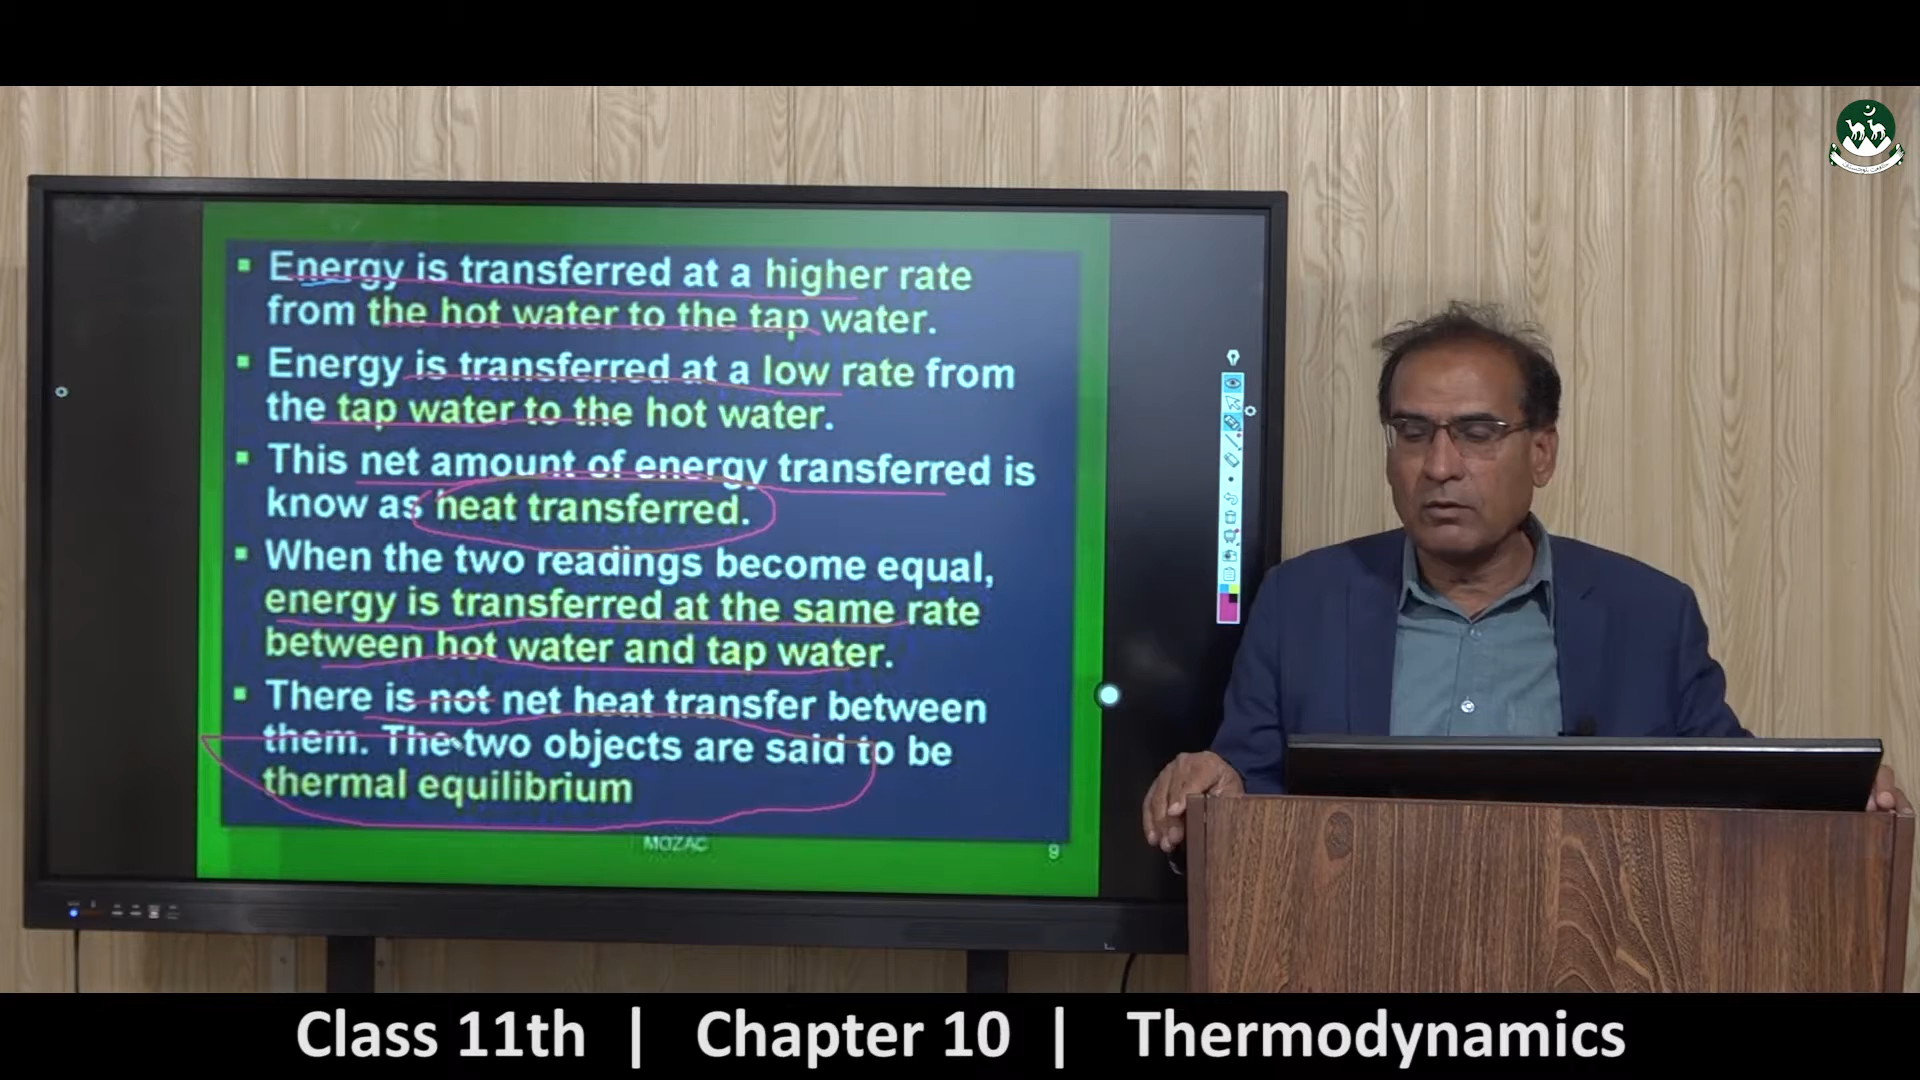 Energy is transferred at a higher rate
from the hot water to the tap water.
Energy is transferred at a low rate from
the tap water to the hot water.
This net amount of energy transferred is
know as heat transferred.
When the two readings become equal,
energy is transferred at the same rate
between hot water and tap water.
There is not net heat transfer between
them. The two objects are said to be
thermal equilibrium
MOZAC
9
Class 11th | Chapter 10 | Thermodynamics